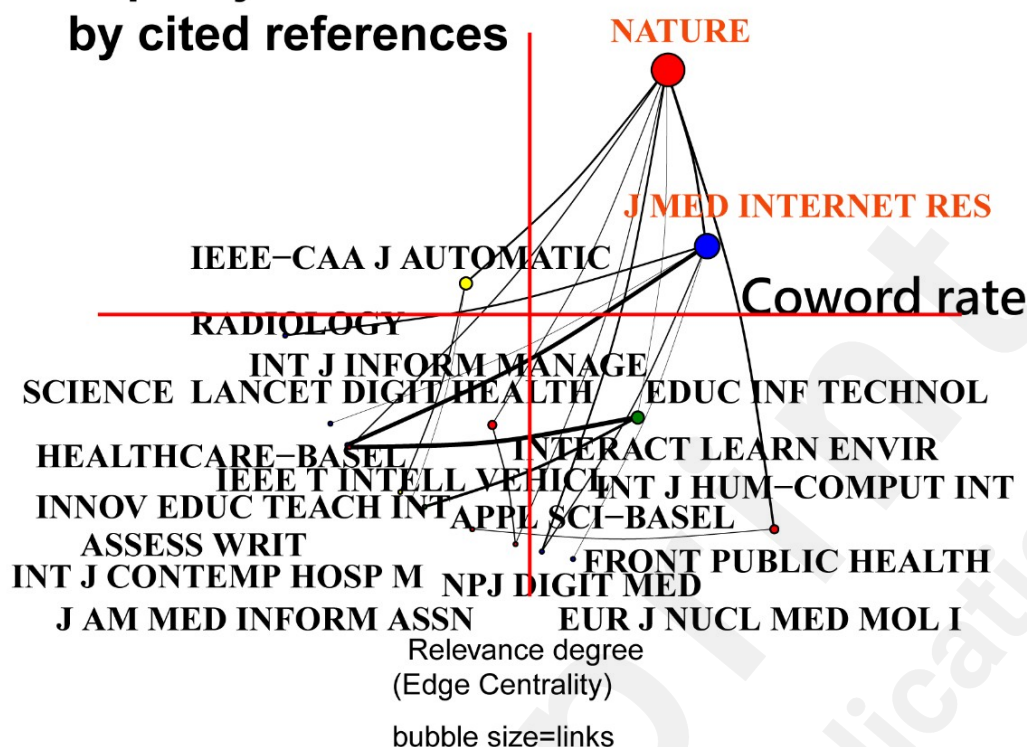 by cited references
NATURE
J MED INTERNET RES
IEEE−CAA J AUTOMATIC
Coword rate
RADIOLOGY
INT J INFORM MANAGE
SCIENCE LANCET DIGIT HEALTH EDUC INF TECHNOL
HEALTHCARE−BASEL INTERACT LEARN ENVIR
IEEE T INTELL VEHICL INT J HUM−COMPUT INT
INNOV EDUC TEACH INT APPL SCI−BASEL
ASSESS WRIT FRONT PUBLIC HEALTH
INT J CONTEMP HOSP M NPJ DIGIT MED
J AM MED INFORM ASSN EUR J NUCL MED MOL I
Relevance degree
(Edge Centrality)
bubble size=links